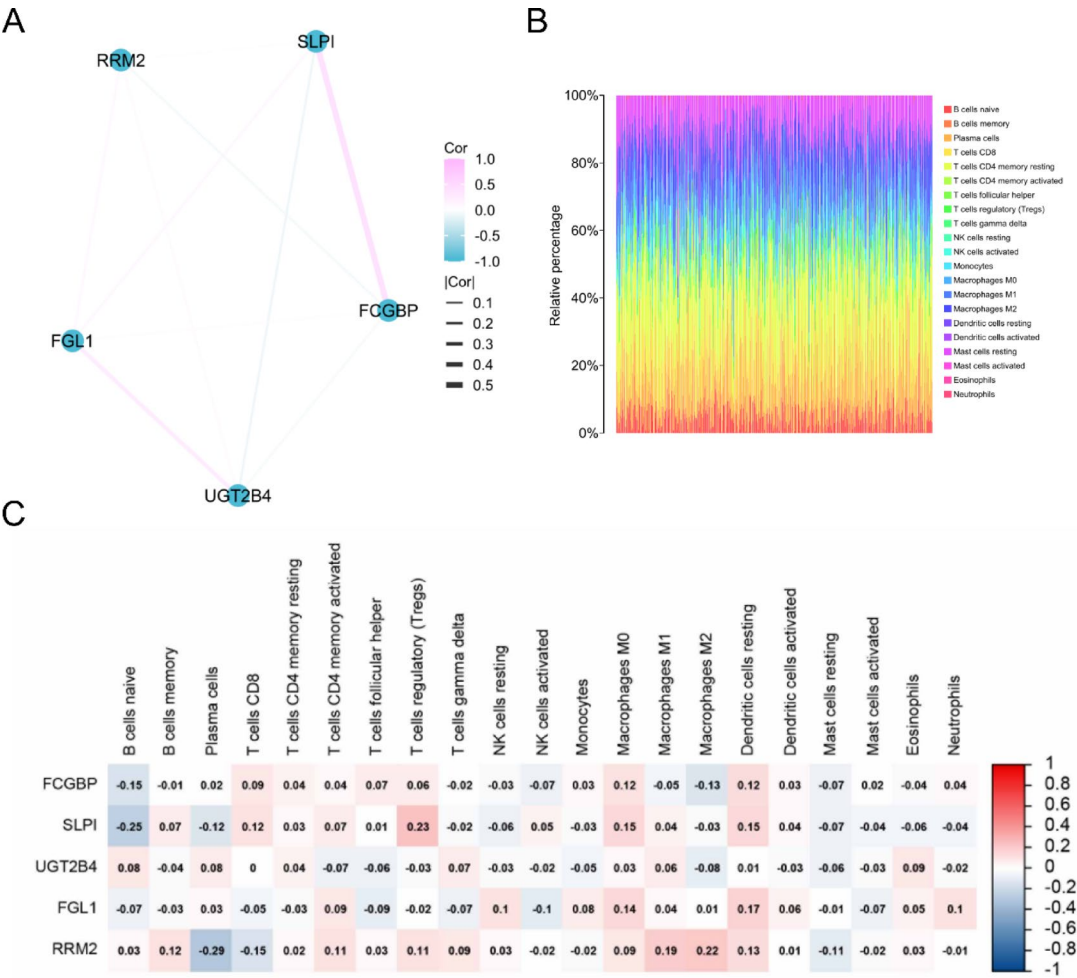 A
SLPI
RRM2
FCGBP
FGL1
UGT2B4
Cor
1.0
0.5
0.0
-0.5
-1.0
|Cor|
0.1
0.2
0.3
0.4
0.5
B
Relative percentage
100%
80%
60%
40%
20%
0%
B cells naive
B cells memory
Plasma cells
T cells CD8
T cells CD4 memory resting
T cells CD4 memory activated
T cells follicular helper
T cells regulatory (Tregs)
T cells gamma delta
NK cells resting
NK cells activated
Monocytes
Macrophages M0
Macrophages M1
Macrophages M2
Dendritic cells resting
Dendritic cells activated
Mast cells resting
Mast cells activated
Eosinophils
Neutrophils
C
B cells naive
B cells memory
Plasma cells
T cells CD8
T cells CD4 memory resting
T cells CD4 memory activated
T cells follicular helper
T cells regulatory (Tregs)
T cells gamma delta
NK cells resting
NK cells activated
Monocytes
Macrophages M0
Macrophages M1
Macrophages M2
Dendritic cells resting
Dendritic cells activated
Mast cells resting
Mast cells activated
Eosinophils
Neutrophils
FCGBP -0.15 -0.01 0.02 0.09 0.04 0.04 0.07 0.06 -0.02 -0.03 -0.07 0.03 0.12 -0.05 -0.13 0.12 0.03 -0.07 0.02 -0.04 0.04
SLPI -0.25 0.07 -0.12 0.12 0.03 0.07 0.01 0.23 -0.02 -0.06 0.05 -0.03 0.15 0.04 -0.03 0.15 0.04 -0.07 -0.04 -0.06 -0.04
UGT2B4 0.08 -0.04 0.08 0 0.04 -0.07 -0.06 -0.03 0.07 -0.03 -0.02 -0.05 0.03 0.06 -0.08 0.01 -0.03 -0.06 -0.03 0.09 -0.02
FGL1 -0.07 -0.03 0.03 -0.05 -0.03 0.09 -0.09 -0.02 -0.07 0.1 -0.1 0.08 0.14 0.04 0.01 0.17 0.06 -0.01 -0.07 0.05 0.1
RRM2 0.03 0.12 -0.29 -0.15 0.02 0.11 0.03 0.11 0.09 0.03 -0.02 -0.02 0.09 0.19 0.22 0.13 0.01 -0.11 -0.02 0.03 -0.01
1
0.8
0.6
0.4
0.2
0
-0.2
-0.4
-0.6
-0.8
-1